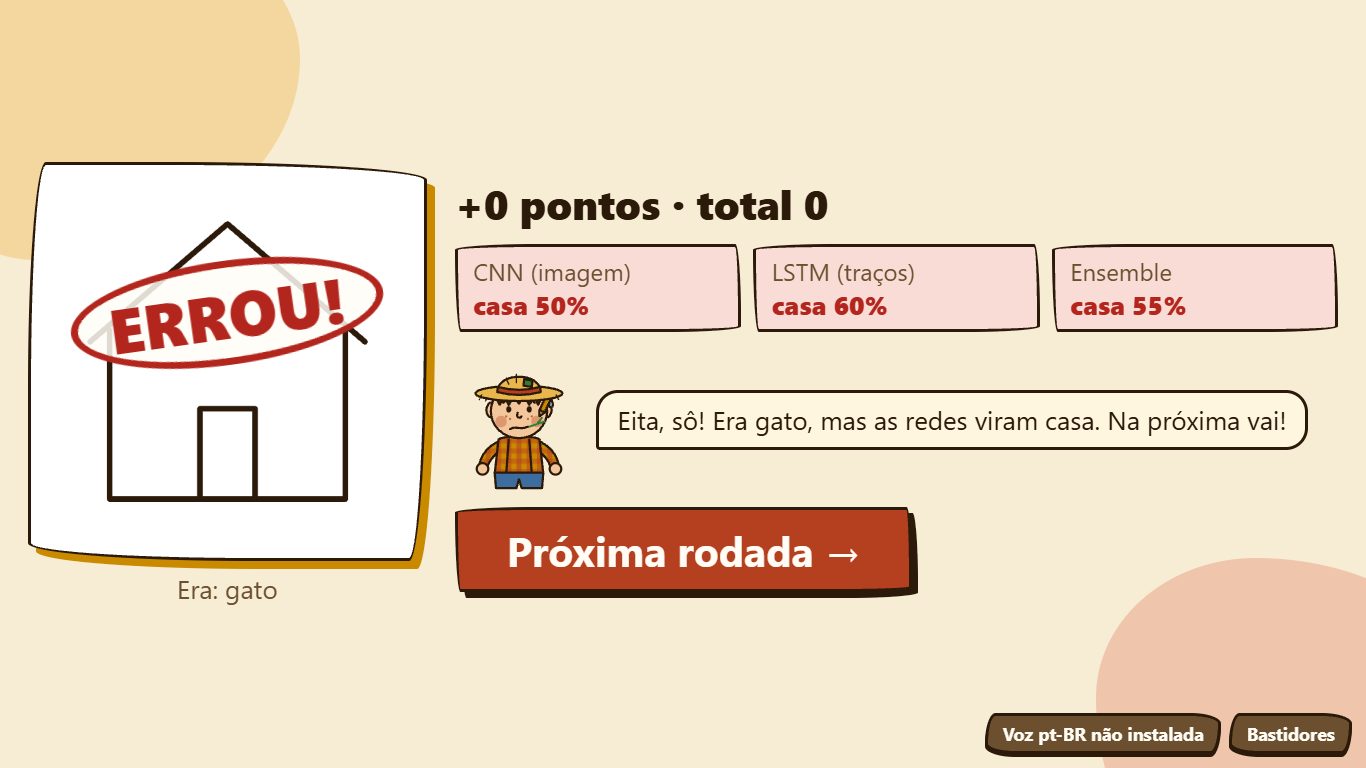 ERROU!
Era: gato
+0 pontos · total 0
CNN (imagem)
casa 50%
LSTM (traços)
casa 60%
Ensemble
casa 55%
Eita, sô! Era gato, mas as redes viram casa. Na próxima vai!
Próxima rodada →
Voz pt-BR não instalada
Bastidores